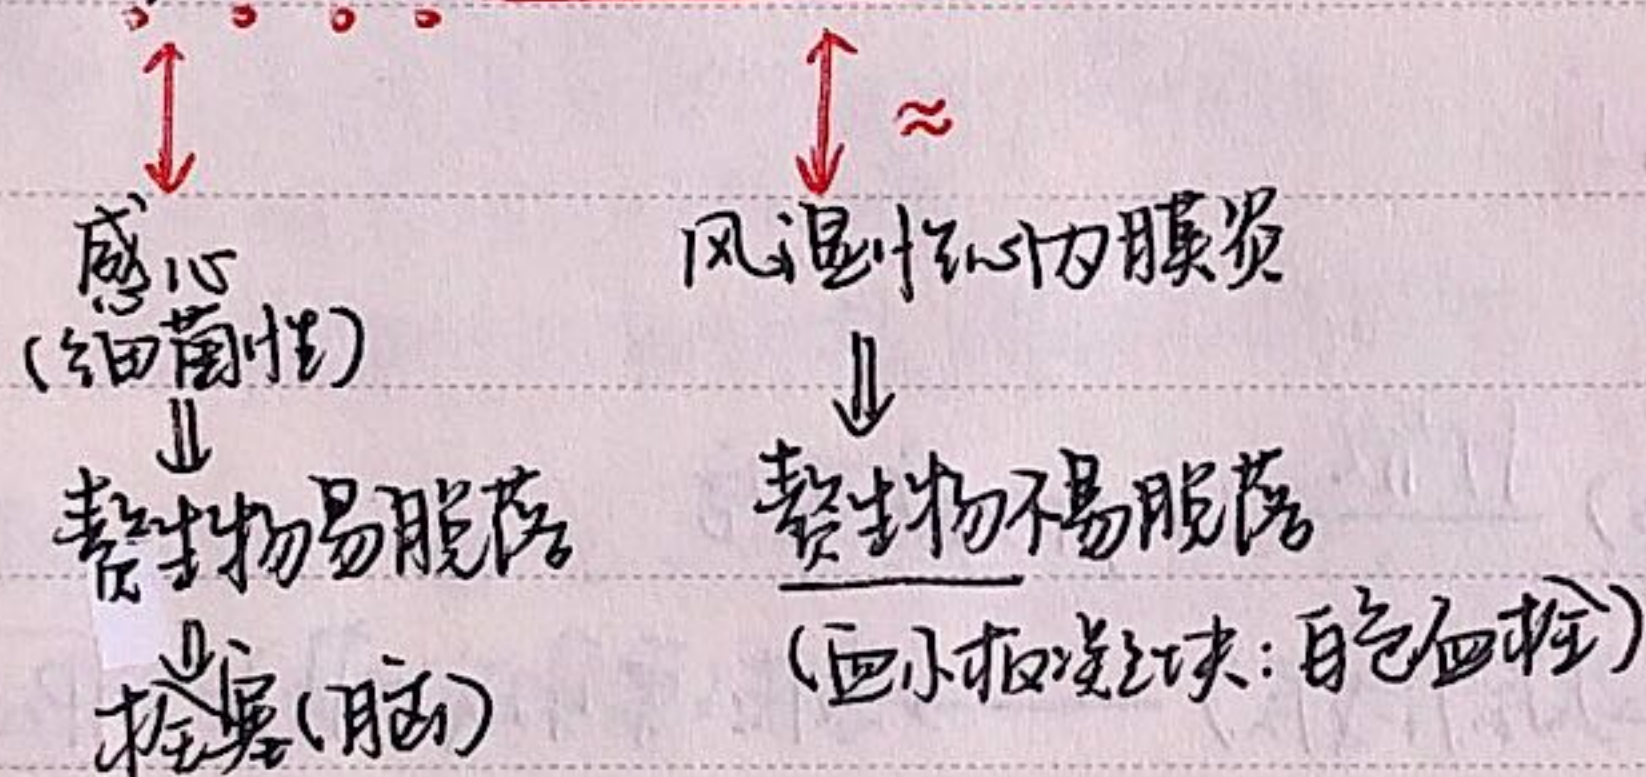 ≈
感心
(细菌性)
⇓
赘生物易脱落
⇓
栓塞(脑)
风湿性心内膜炎
⇓
赘生物不易脱落
(血小板凝块:白色血栓)